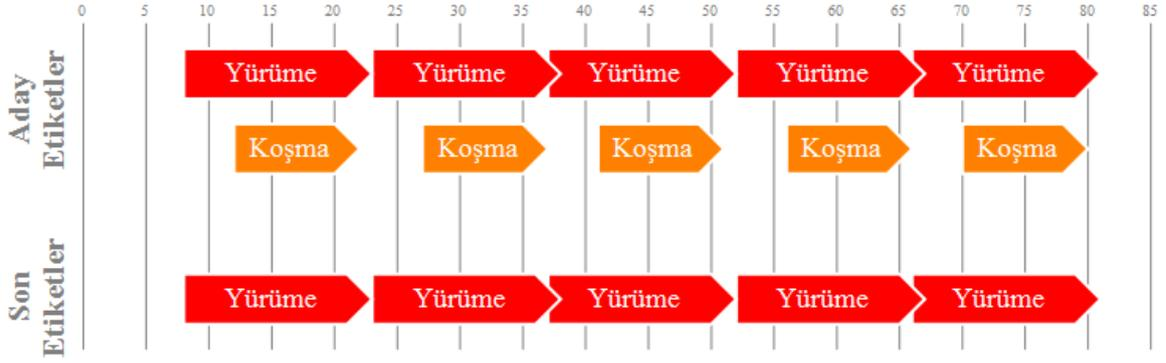 0 5 10 15 20 25 30 35 40 45 50 55 60 65 70 75 80 85
Aday
Etiketler
Yürüme Yürüme Yürüme Yürüme Yürüme
Koşma Koşma Koşma Koşma Koşma
Son
Etiketler
Yürüme Yürüme Yürüme Yürüme Yürüme